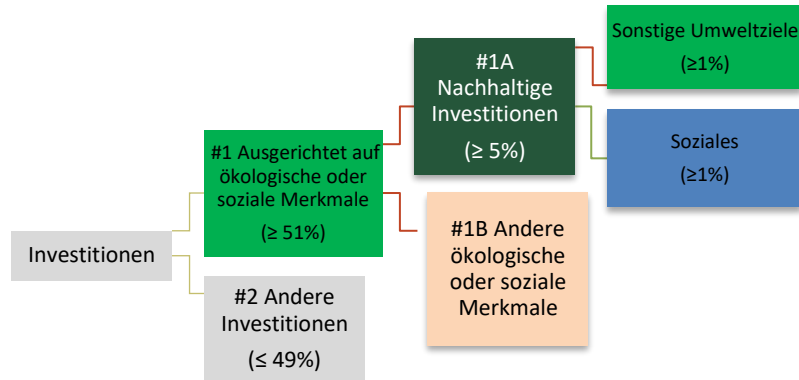 Investitionen
#1 Ausgerichtet auf
ökologische oder
soziale Merkmale
(≥ 51%)
#2 Andere
Investitionen
(≤ 49%)
#1A
Nachhaltige
Investitionen
(≥ 5%)
#1B Andere
ökologische
oder soziale
Merkmale
Sonstige Umweltziele
(≥1%)
Soziales
(≥1%)